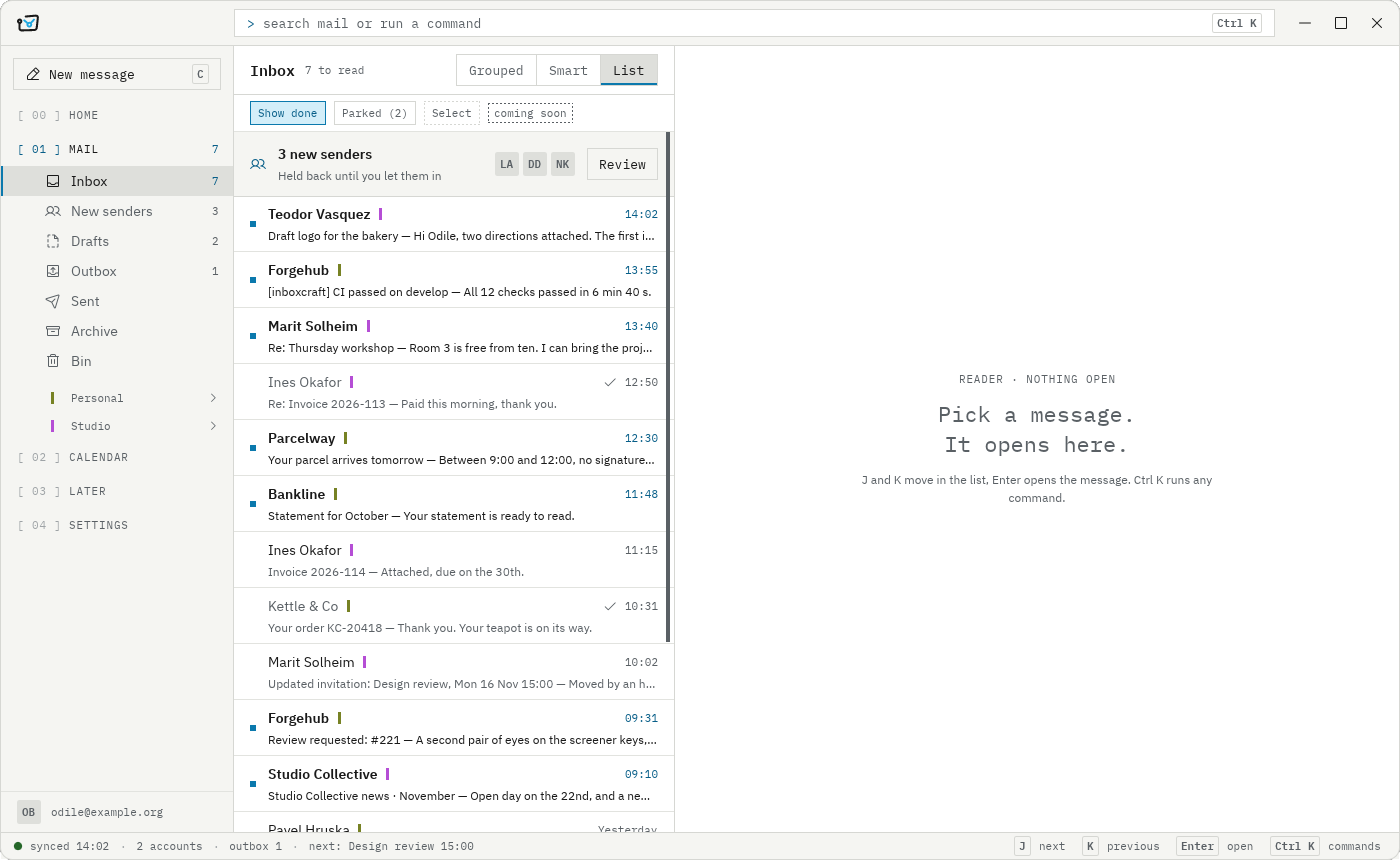 > search mail or run a command Ctrl K
New message C
[ 00 ] HOME
[ 01 ] MAIL 7
Inbox 7
New senders 3
Drafts 2
Outbox 1
Sent
Archive
Bin
Personal
Studio
[ 02 ] CALENDAR
[ 03 ] LATER
[ 04 ] SETTINGS
OB odile@example.org
Inbox 7 to read Grouped Smart List
Show done Parked (2) Select coming soon
3 new senders LA DD NK Review
Held back until you let them in
Teodor Vasquez 14:02
Draft logo for the bakery — Hi Odile, two directions attached. The first i…
Forgehub 13:55
[inboxcraft] CI passed on develop — All 12 checks passed in 6 min 40 s.
Marit Solheim 13:40
Re: Thursday workshop — Room 3 is free from ten. I can bring the proj…
Ines Okafor 12:50
Re: Invoice 2026-113 — Paid this morning, thank you.
Parcelway 12:30
Your parcel arrives tomorrow — Between 9:00 and 12:00, no signature…
Bankline 11:48
Statement for October — Your statement is ready to read.
Ines Okafor 11:15
Invoice 2026-114 — Attached, due on the 30th.
Kettle & Co 10:31
Your order KC-20418 — Thank you. Your teapot is on its way.
Marit Solheim 10:02
Updated invitation: Design review, Mon 16 Nov 15:00 — Moved by an h…
Forgehub 09:31
Review requested: #221 — A second pair of eyes on the screener keys,…
Studio Collective 09:10
Studio Collective news · November — Open day on the 22nd, and a ne…
Pavel Hruska Yesterday
READER · NOTHING OPEN
Pick a message.
It opens here.
J and K move in the list, Enter opens the message. Ctrl K runs any
command.
synced 14:02 · 2 accounts · outbox 1 · next: Design review 15:00 J next K previous Enter open Ctrl K commands